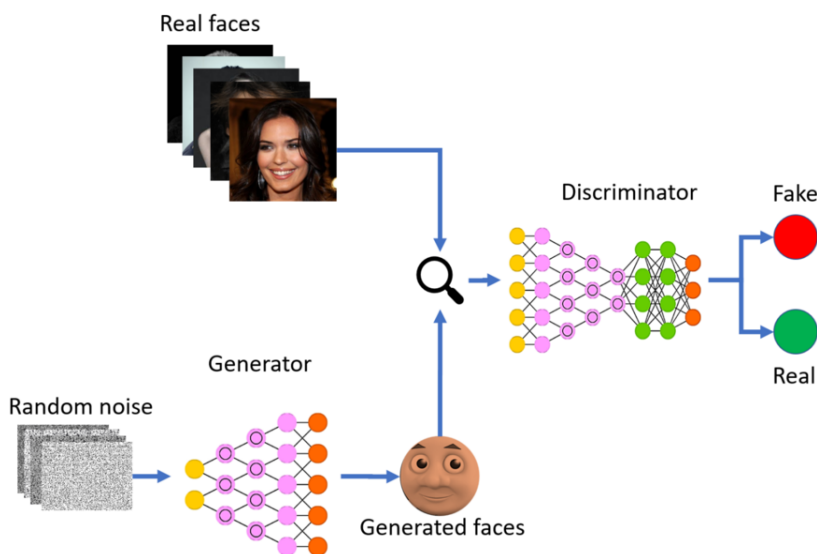 Real faces
Discriminator
Fake
Real
Generator
Random noise
Generated faces